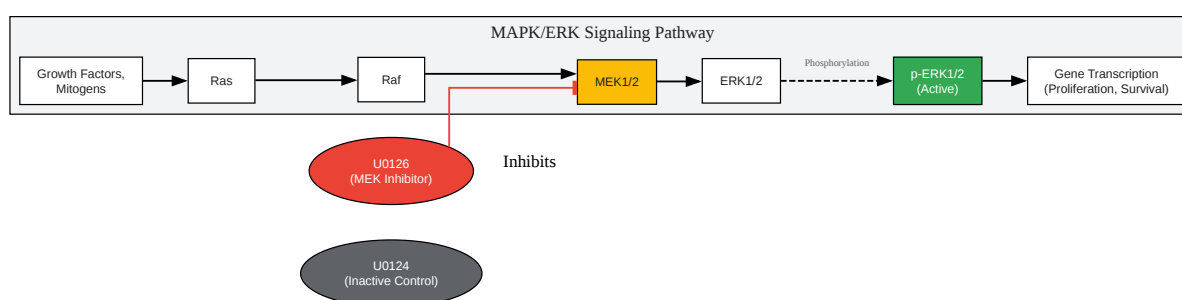 MAPK/ERK Signaling Pathway
Growth Factors,
Mitogens
Ras
Raf
MEK1/2
ERK1/2
Phosphorylation
p-ERK1/2
(Active)
Gene Transcription
(Proliferation, Survival)
U0126
(MEK Inhibitor)
Inhibits
U0124
(Inactive Control)